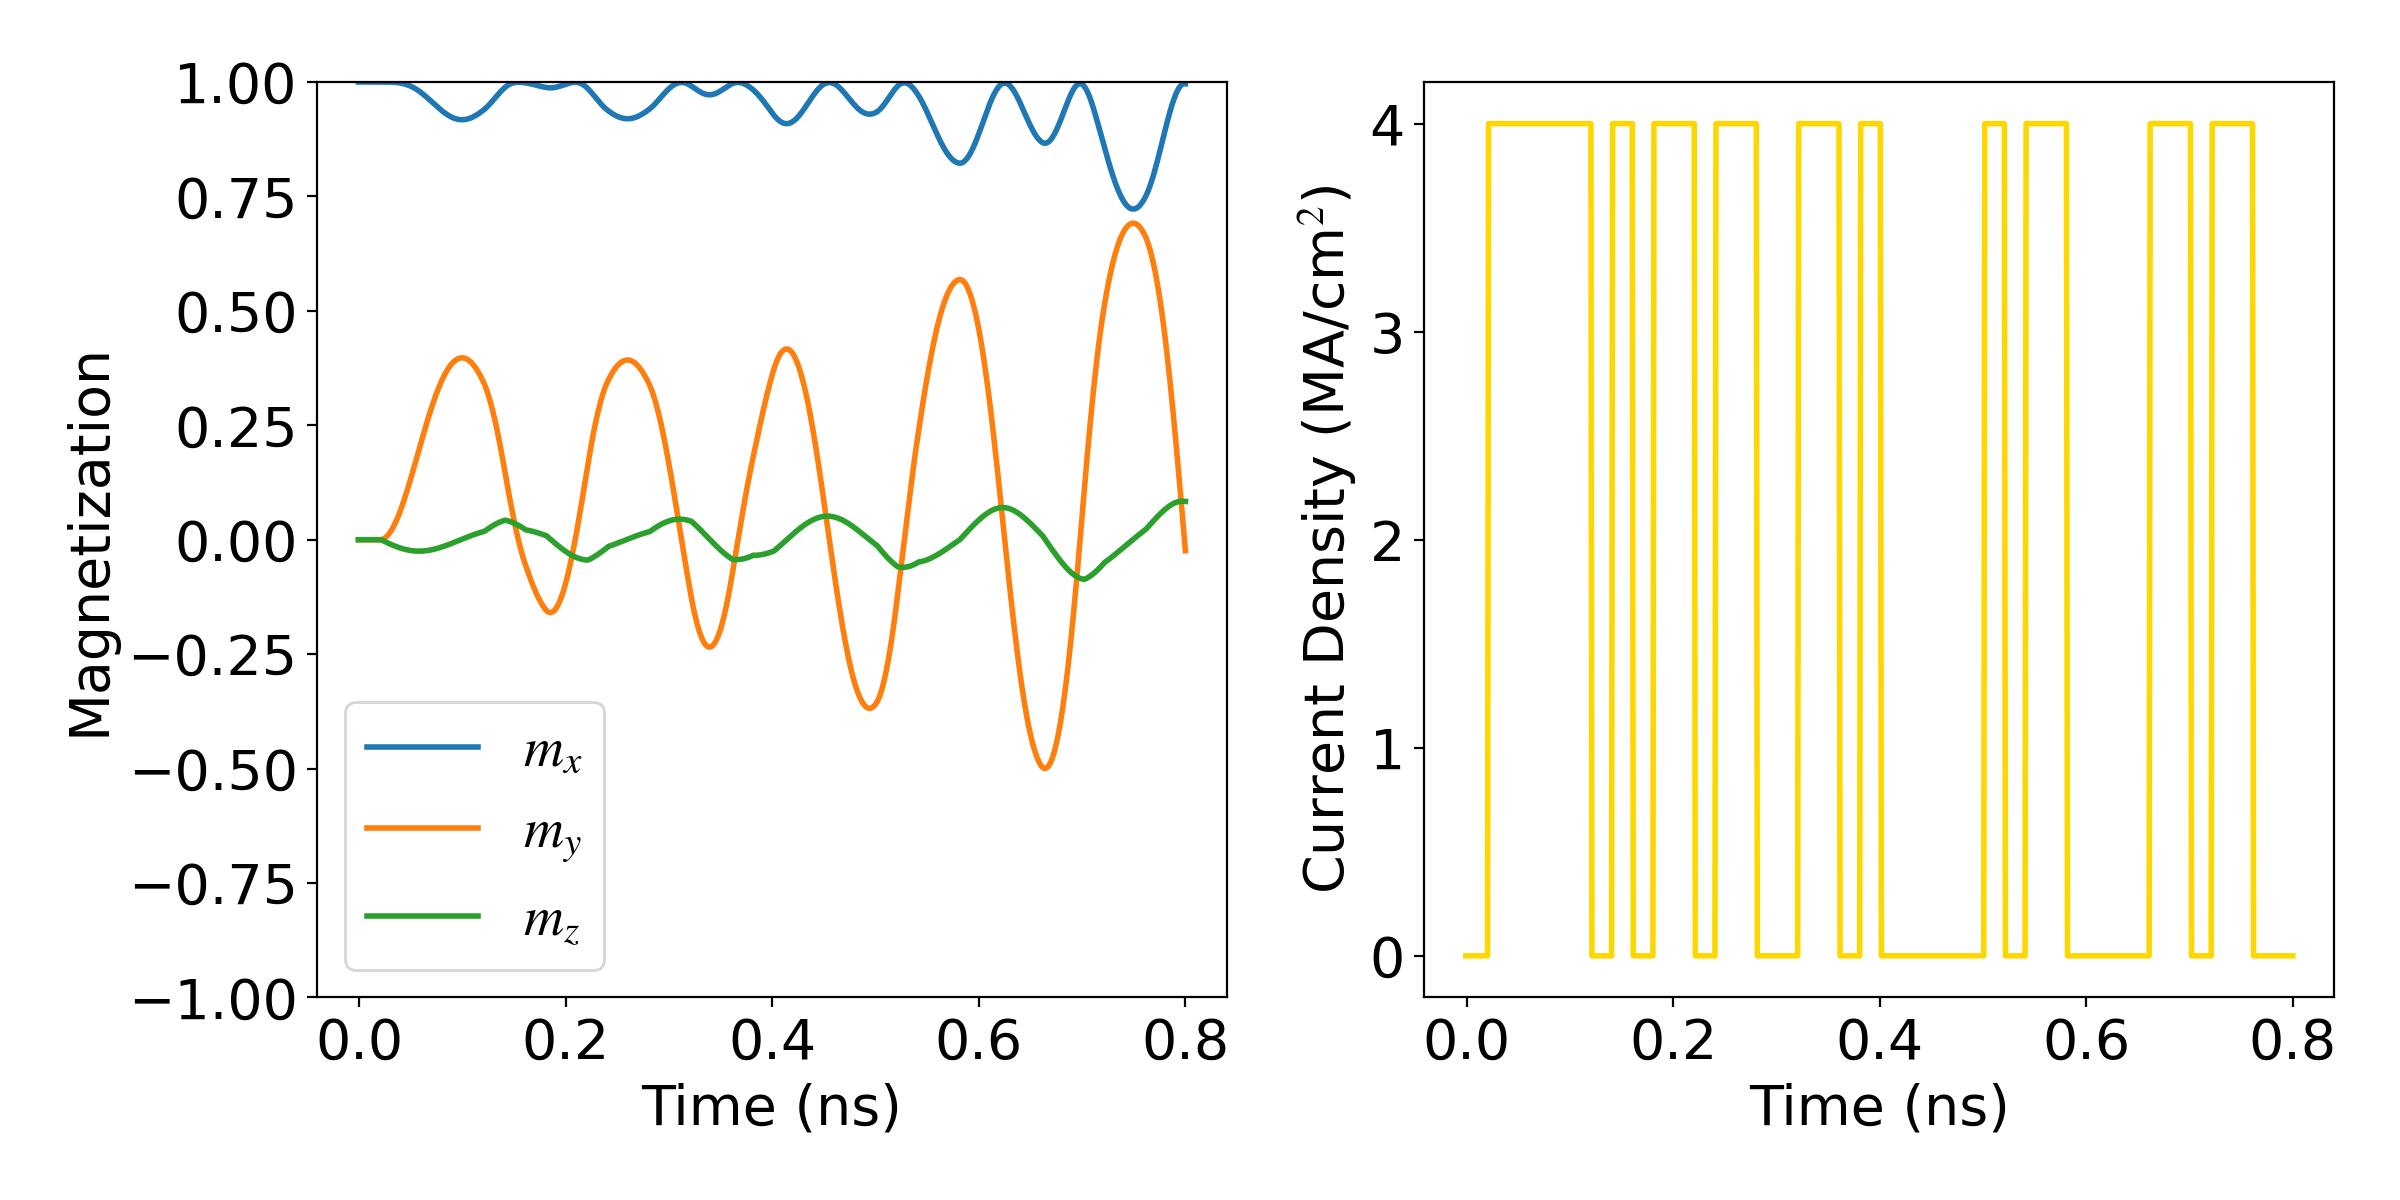 1.00
0.75
0.50
0.25
0.00
−0.25
−0.50
−0.75
−1.00
Magnetization
m_x
m_y
m_z
0.0 0.2 0.4 0.6 0.8
Time (ns)
4
3
2
1
0
Current Density (MA/cm²)
0.0 0.2 0.4 0.6 0.8
Time (ns)